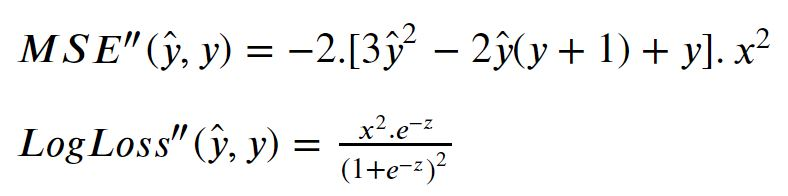 MSE″(ŷ, y) = −2.[3ŷ² − 2ŷ(y + 1) + y]. x²
LogLoss″(ŷ, y) = x².e⁻ᶻ / (1+e⁻ᶻ)²